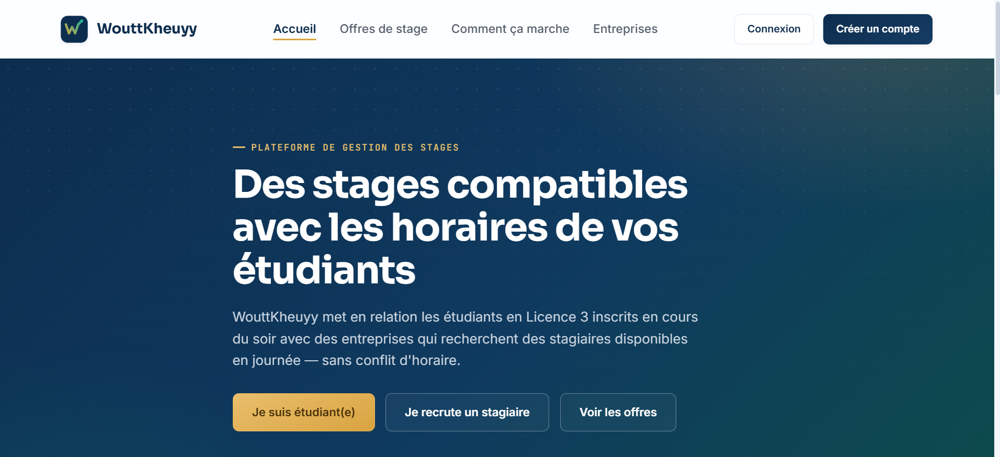 WouttKheuyy
Accueil
Offres de stage
Comment ça marche
Entreprises
Connexion
Créer un compte
PLATEFORME DE GESTION DES STAGES
Des stages compatibles
avec les horaires de vos
étudiants
WouttKheuyy met en relation les étudiants en Licence 3 inscrits en cours
du soir avec des entreprises qui recherchent des stagiaires disponibles
en journée — sans conflit d'horaire.
Je suis étudiant(e)
Je recrute un stagiaire
Voir les offres